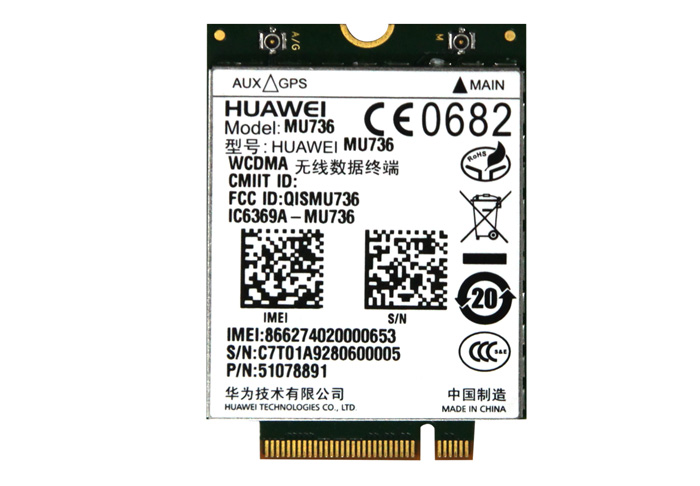 A/G
M
AUX△GPS
▲MAIN
HUAWEI
CE0682
Model: MU736
型号: HUAWEI MU736
WCDMA 无线数据终端
CMIIT ID:
FCC ID:QISMU736
IC6369A–MU736
RoHS
IMEI
S/N
20
IMEI:866274020000653
S/N:C7T01A9280600005
P/N:51078891
CCC S&E
华为技术有限公司
中国制造
HUAWEI TECHNOLOGIES CO., LTD.
MADE IN CHINA